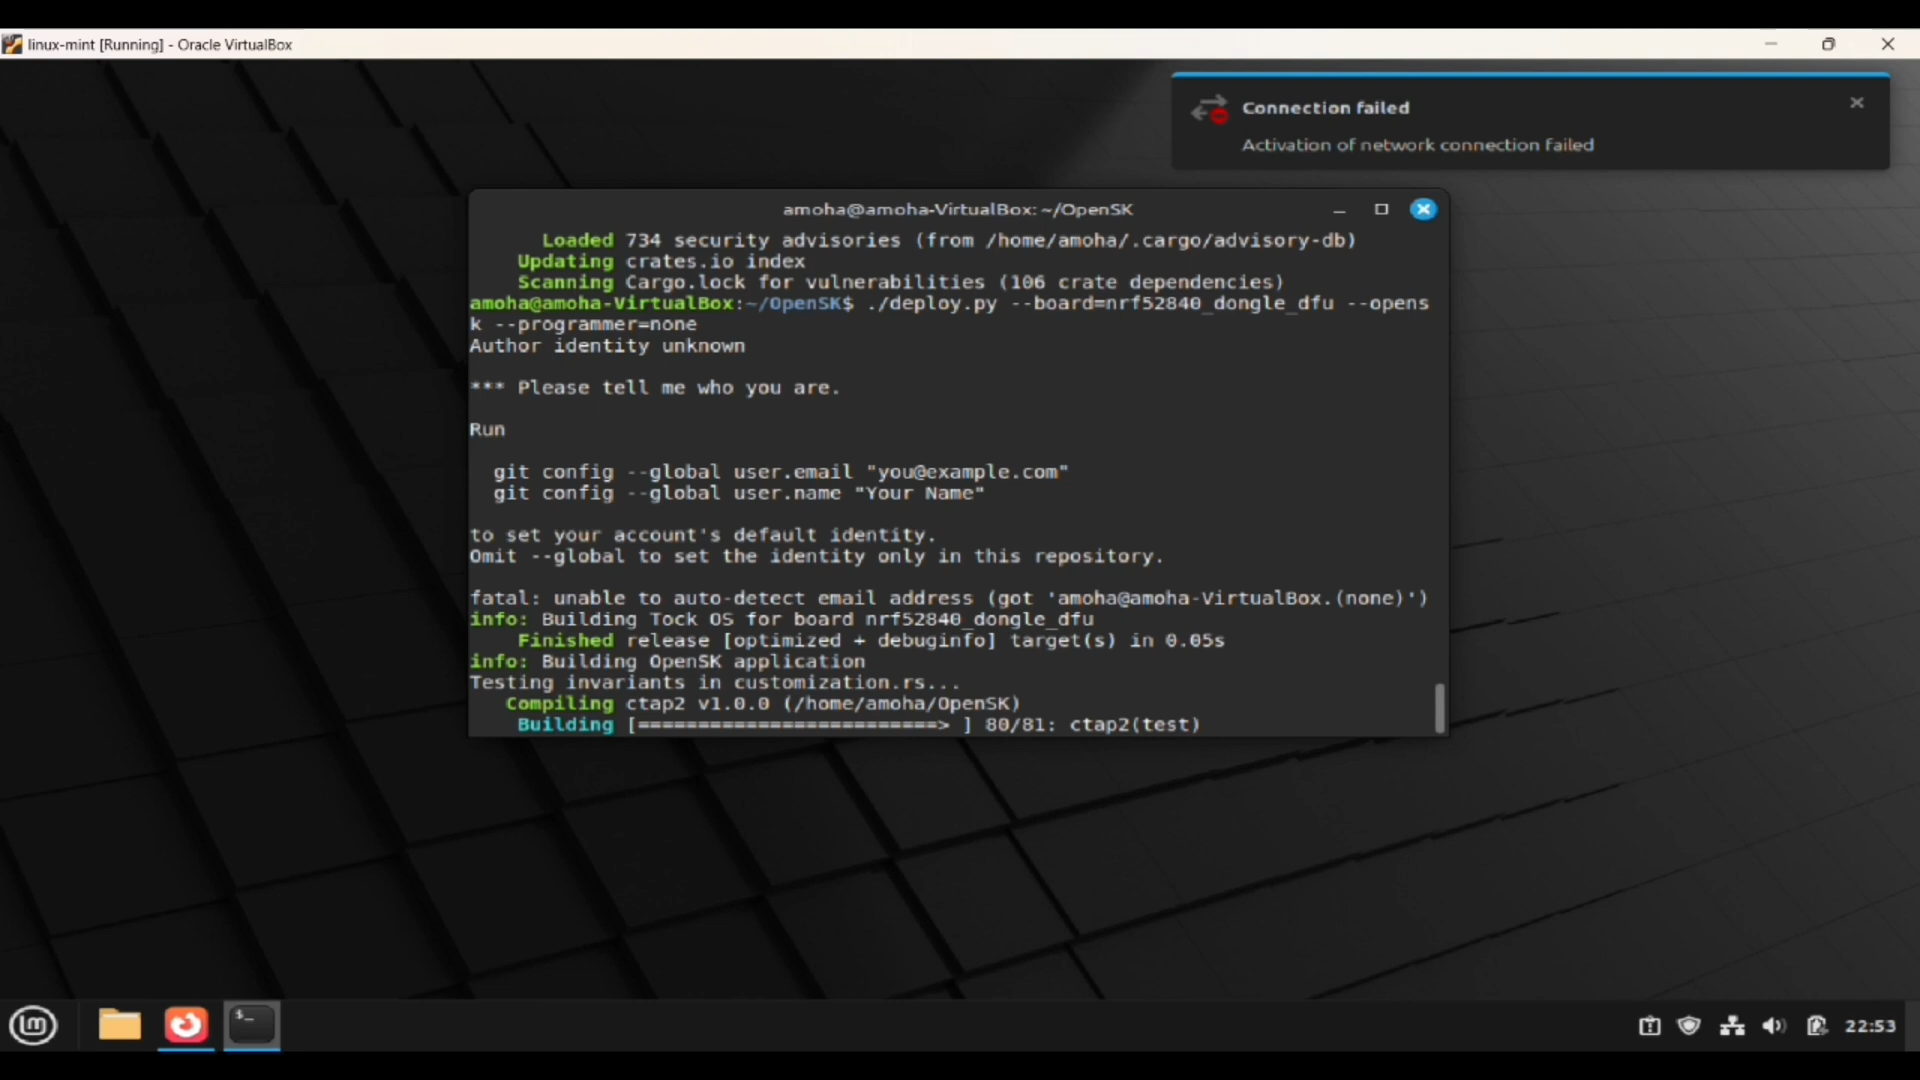 linux-mint [Running] - Oracle VirtualBox
Connection failed
Activation of network connection failed
amoha@amoha-VirtualBox: ~/OpenSK
Loaded 734 security advisories (from /home/amoha/.cargo/advisory-db)
Updating crates.io index
Scanning Cargo.lock for vulnerabilities (106 crate dependencies)
amoha@amoha-VirtualBox:~/OpenSK$ ./deploy.py --board=nrf52840_dongle_dfu --opens
k --programmer=none
Author identity unknown
*** Please tell me who you are.
Run
git config --global user.email "you@example.com"
git config --global user.name "Your Name"
to set your account's default identity.
Omit --global to set the identity only in this repository.
fatal: unable to auto-detect email address (got 'amoha@amoha-VirtualBox.(none)')
info: Building Tock OS for board nrf52840_dongle_dfu
Finished release [optimized + debuginfo] target(s) in 0.05s
info: Building OpenSK application
Testing invariants in customization.rs...
Compiling ctap2 v1.0.0 (/home/amoha/OpenSK)
Building [=========================> ] 80/81: ctap2(test)
22:53